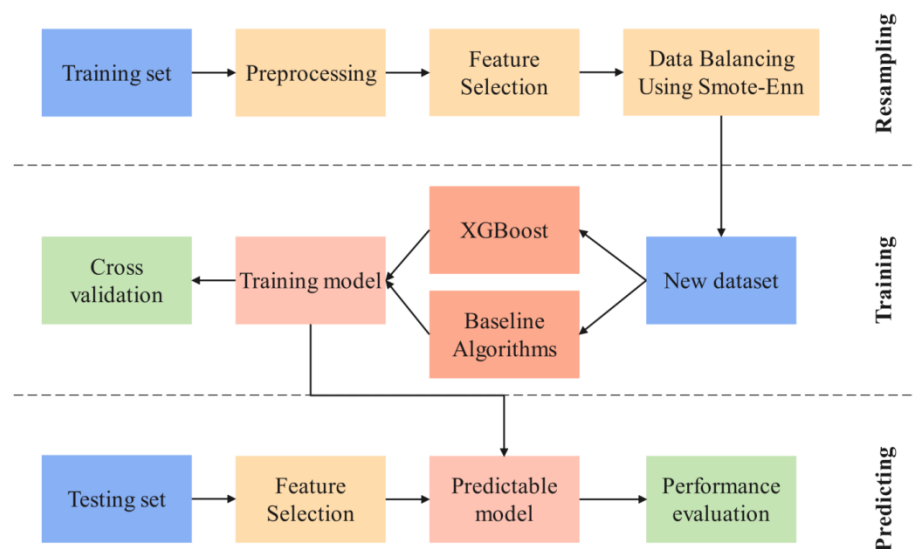 Training set
Preprocessing
Feature
Selection
Data Balancing
Using Smote-Enn
Resampling
Cross
validation
Training model
XGBoost
Baseline
Algorithms
New dataset
Training
Testing set
Feature
Selection
Predictable
model
Performance
evaluation
Predicting